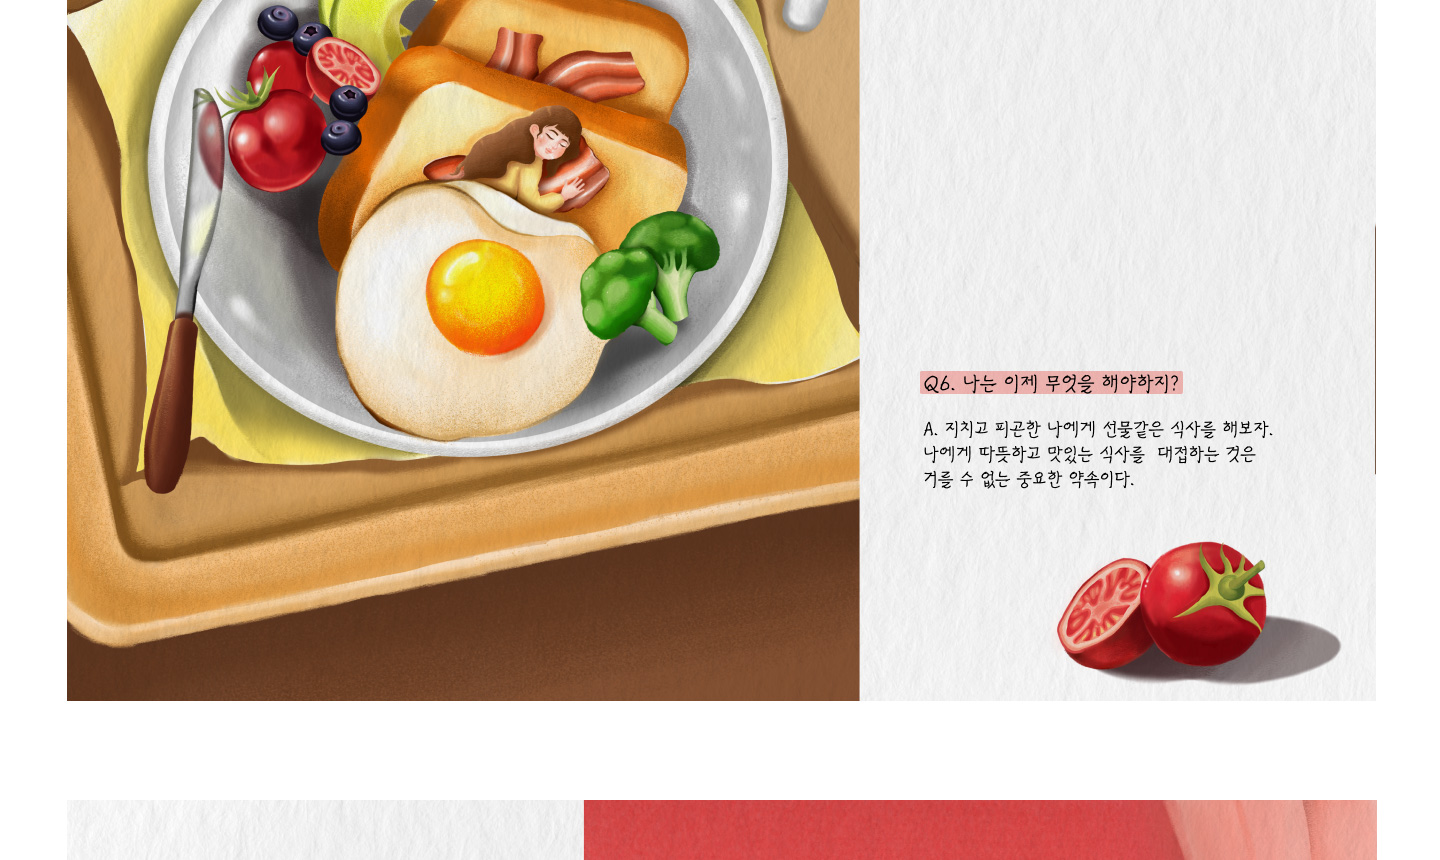 Q6. 나는 이제 무엇을 해야하지?
A. 지치고 피곤한 나에게 선물같은 식사를 해보자.
나에게 따뜻하고 맛있는 식사를 대접하는 것은
거를 수 없는 중요한 약속이다.